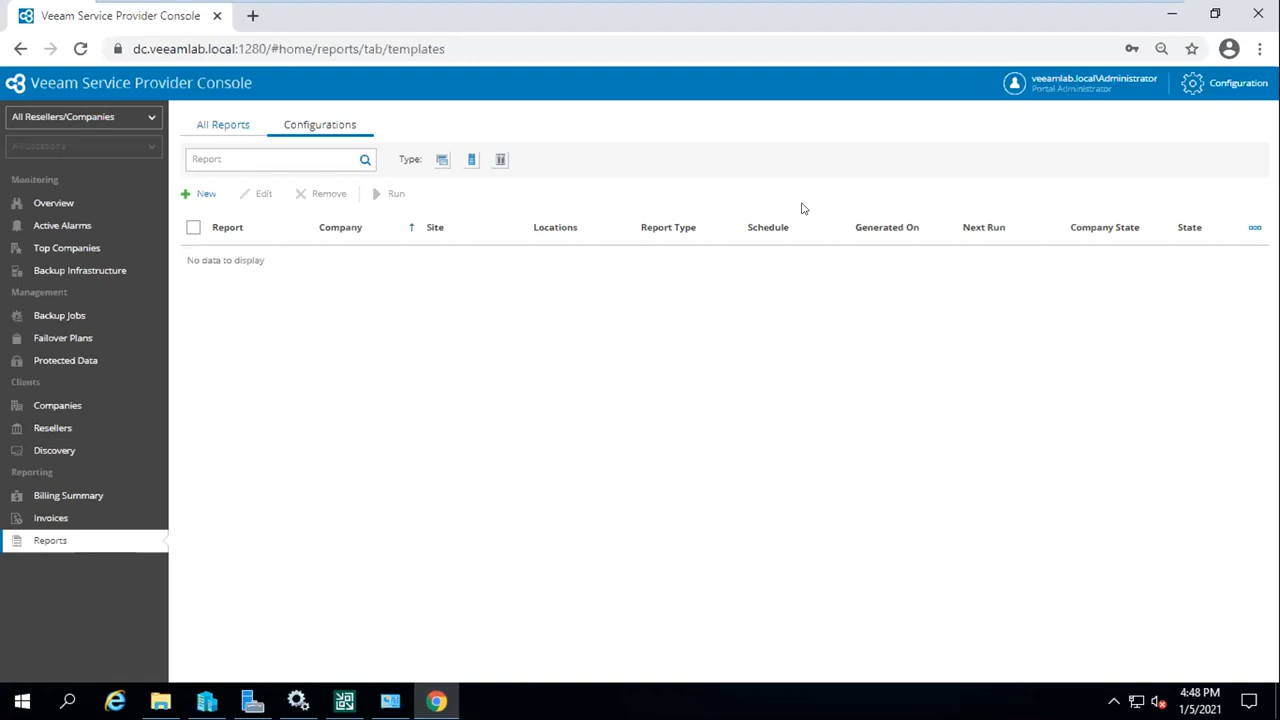 Veeam Service Provider Console
dc.veeamlab.local:1280/#home/reports/tab/templates
Veeam Service Provider Console
veeamlab.local\Administrator
Portal Administrator
Configuration
All Resellers/Companies
All Locations
Monitoring
Overview
Active Alarms
Top Companies
Backup Infrastructure
Management
Backup Jobs
Failover Plans
Protected Data
Clients
Companies
Resellers
Discovery
Reporting
Billing Summary
Invoices
Reports
All Reports Configurations
Report Type:
New Edit Remove Run
Report Company Site Locations Report Type Schedule Generated On Next Run Company State State
No data to display
4:48 PM
1/5/2021